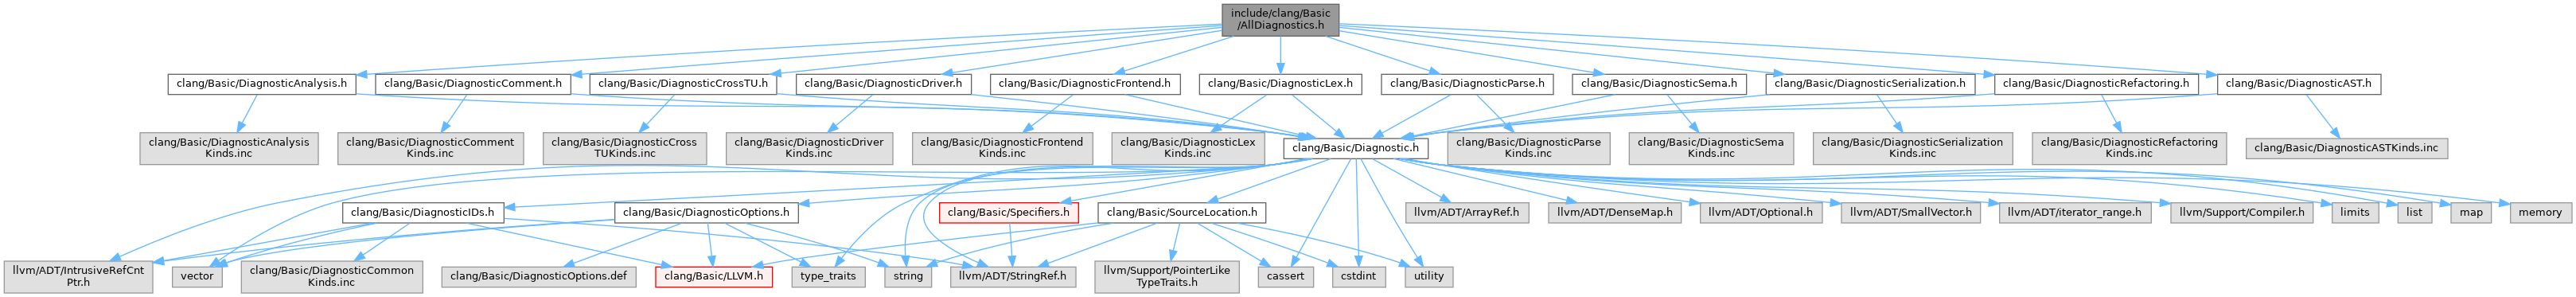 include/clang/Basic
/AllDiagnostics.h
clang/Basic/DiagnosticAnalysis.h
clang/Basic/DiagnosticComment.h
clang/Basic/DiagnosticCrossTU.h
clang/Basic/DiagnosticDriver.h
clang/Basic/DiagnosticFrontend.h
clang/Basic/DiagnosticLex.h
clang/Basic/DiagnosticParse.h
clang/Basic/DiagnosticSema.h
clang/Basic/DiagnosticSerialization.h
clang/Basic/DiagnosticRefactoring.h
clang/Basic/DiagnosticAST.h
clang/Basic/DiagnosticAnalysis
Kinds.inc
clang/Basic/DiagnosticComment
Kinds.inc
clang/Basic/DiagnosticCross
TUKinds.inc
clang/Basic/DiagnosticDriver
Kinds.inc
clang/Basic/DiagnosticFrontend
Kinds.inc
clang/Basic/DiagnosticLex
Kinds.inc
clang/Basic/Diagnostic.h
clang/Basic/DiagnosticParse
Kinds.inc
clang/Basic/DiagnosticSema
Kinds.inc
clang/Basic/DiagnosticSerialization
Kinds.inc
clang/Basic/DiagnosticRefactoring
Kinds.inc
clang/Basic/DiagnosticASTKinds.inc
clang/Basic/DiagnosticIDs.h
clang/Basic/DiagnosticOptions.h
clang/Basic/Specifiers.h
clang/Basic/SourceLocation.h
llvm/ADT/ArrayRef.h
llvm/ADT/DenseMap.h
llvm/ADT/Optional.h
llvm/ADT/SmallVector.h
llvm/ADT/iterator_range.h
llvm/Support/Compiler.h
limits
list
map
memory
llvm/ADT/IntrusiveRefCnt
Ptr.h
vector
clang/Basic/DiagnosticCommon
Kinds.inc
clang/Basic/DiagnosticOptions.def
clang/Basic/LLVM.h
type_traits
string
llvm/ADT/StringRef.h
llvm/Support/PointerLike
TypeTraits.h
cassert
cstdint
utility